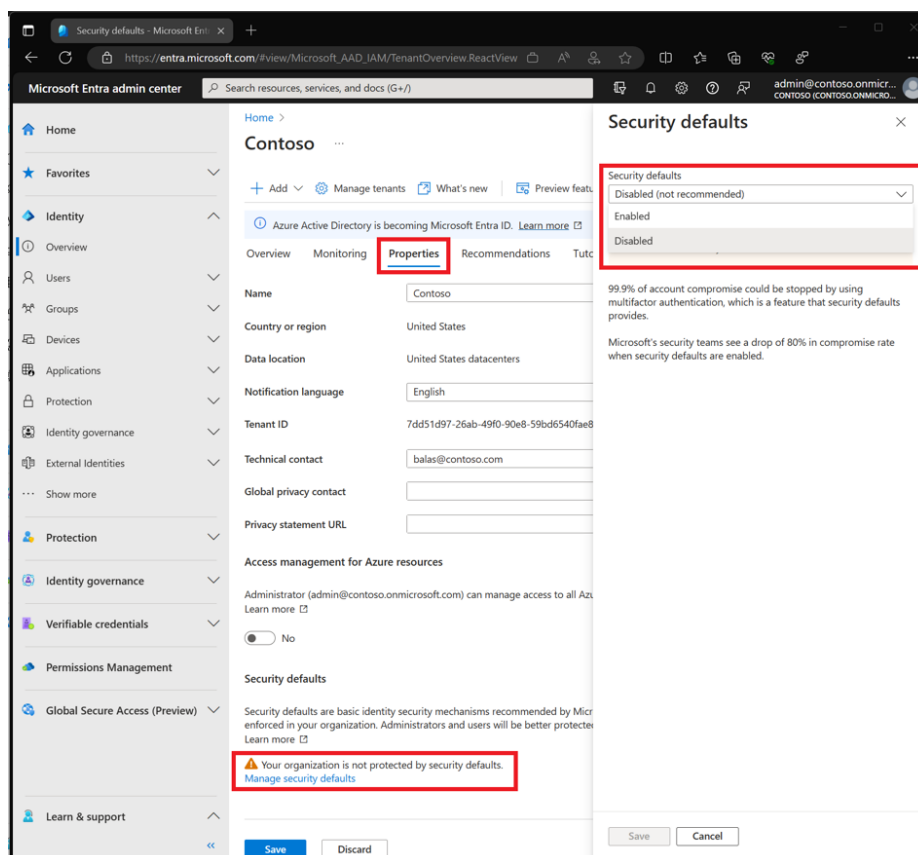 Security defaults - Microsoft Ent
https://entra.microsoft.com/#view/Microsoft_AAD_IAM/TenantOverview.ReactView
Microsoft Entra admin center
Search resources, services, and docs (G+/)
admin@contoso.onmicr...
CONTOSO (CONTOSO.ONMICRO...
Home
Favorites
Identity
Overview
Users
Groups
Devices
Applications
Protection
Identity governance
External Identities
Show more
Protection
Identity governance
Verifiable credentials
Permissions Management
Global Secure Access (Preview)
Learn & support
Home >
Contoso ...
Add
Manage tenants
What's new
Preview featu
Azure Active Directory is becoming Microsoft Entra ID. Learn more
Overview Monitoring Properties Recommendations Tuto
Name Contoso
Country or region United States
Data location United States datacenters
Notification language English
Tenant ID 7dd51d97-26ab-49f0-90e8-59bd6540fae8
Technical contact balas@contoso.com
Global privacy contact
Privacy statement URL
Access management for Azure resources
Administrator (admin@contoso.onmicrosoft.com) can manage access to all Azu
Learn more
No
Security defaults
Security defaults are basic identity security mechanisms recommended by Micr
enforced in your organization. Administrators and users will be better protected
Learn more
Your organization is not protected by security defaults.
Manage security defaults
Save Discard
Security defaults
Security defaults
Disabled (not recommended)
Enabled
Disabled
99.9% of account compromise could be stopped by using
multifactor authentication, which is a feature that security defaults
provides.
Microsoft's security teams see a drop of 80% in compromise rate
when security defaults are enabled.
Save Cancel